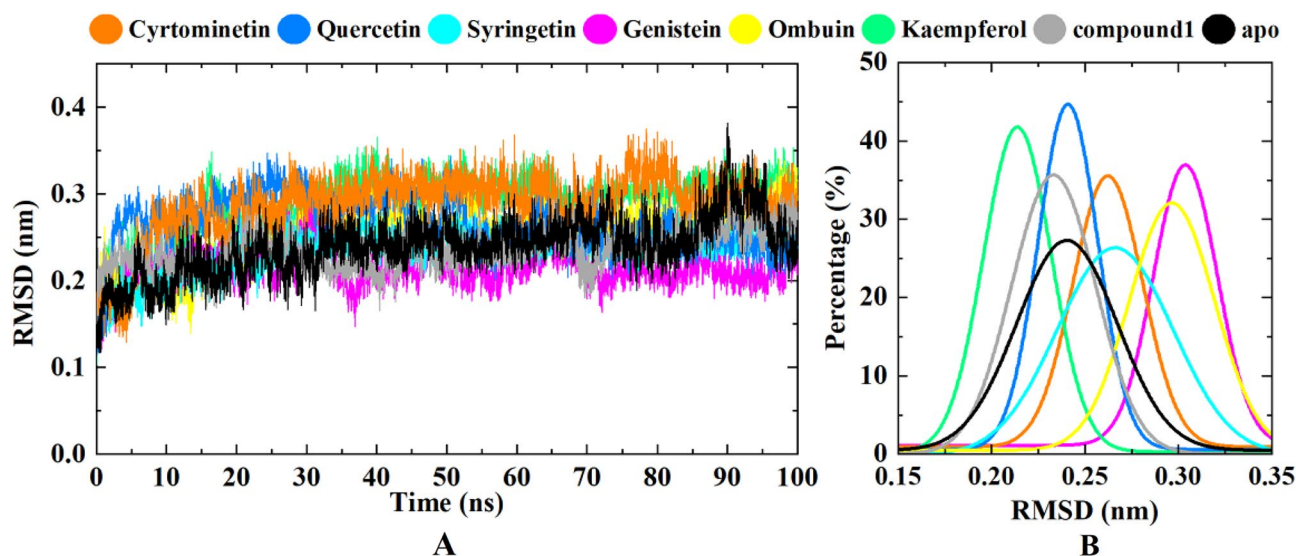 Cyrtominetin Quercetin Syringetin Genistein Ombuin Kaempferol compound1 apo
RMSD (nm)
0.4
0.3
0.2
0.1
0.0
0 10 20 30 40 50 60 70 80 90 100
Time (ns)
A
Percentage (%)
50
40
30
20
10
0
0.15 0.20 0.25 0.30 0.35
RMSD (nm)
B